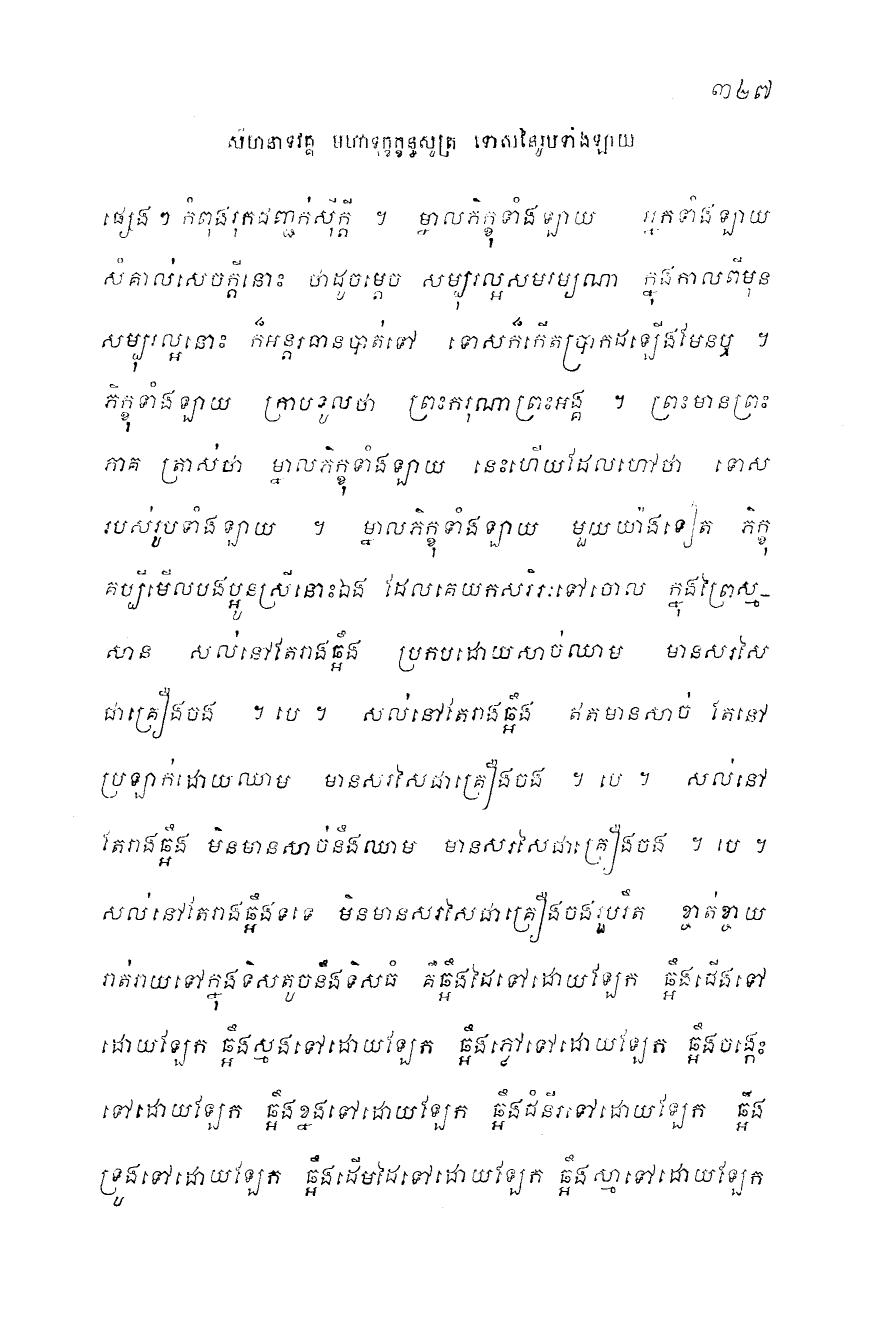 ៣២៧
សីហនាទវគ្គ មហាទុក្ខក្ខន្ធសូត្រ ទោសនៃរូបទាំងឡាយ
ផ្សេងៗ កំពុងរុកដញ្ជក់ស៊ីក្តី ។ ម្នាលភិក្ខុទាំងឡាយ អ្នកទាំងឡាយ
សំគាល់សេចក្តីនោះ ថាដូចម្តេច សម្បុរល្អសមរម្យណា ក្នុងកាលពីមុន
សម្បុរល្អនោះ ក៏អន្តរធានបាត់ទៅ ទោសក៏កើតប្រាកដឡើងមែនឬ ។
ភិក្ខុទាំងឡាយ ក្រាបទូលថា ព្រះករុណាព្រះអង្គ ។ ព្រះមានព្រះ
ភាគ ត្រាស់ថា ម្នាលភិក្ខុទាំងឡាយ នេះហើយដែលហៅថា ទោស
របស់រូបទាំងឡាយ ។ ម្នាលភិក្ខុទាំងឡាយ មួយយ៉ាងទៀត ភិក្ខុ
គប្បីមើលបងប្អូនស្រីនោះឯង ដែលគេយកសរីរៈទៅចោល ក្នុងព្រៃស្ម-
សាន សល់នៅតែរាងឆ្អឹង ប្រកបដោយសាច់ឈាម មានសរសៃ
ជាគ្រឿងចង ។ បេ ។ សល់នៅតែរាងឆ្អឹង ឥតមានសាច់ តែនៅ
ប្រឡាក់ដោយឈាម មានសរសៃជាគ្រឿងចង ។ បេ ។ សល់នៅ
តែរាងឆ្អឹង មិនមានសាច់នឹងឈាម មានសរសៃជាគ្រឿងចង ។ បេ ។
សល់នៅតែរាងឆ្អឹងទទេ មិនមានសរសៃជាគ្រឿងចងរួបរឹត ខ្ចាត់ខ្ចាយ
រាត់រាយទៅក្នុងទិសតូចនឹងទិសធំ គឺឆ្អឹងដៃទៅដោយឡែក ឆ្អឹងជើងទៅ
ដោយឡែក ឆ្អឹងស្មងទៅដោយឡែក ឆ្អឹងភ្លៅទៅដោយឡែក ឆ្អឹងចង្កេះ
ទៅដោយឡែក ឆ្អឹងខ្នងទៅដោយឡែក ឆ្អឹងជំនីរទៅដោយឡែក ឆ្អឹង
ទ្រូងទៅដោយឡែក ឆ្អឹងដើមដៃទៅដោយឡែក ឆ្អឹងស្មាទៅដោយឡែក